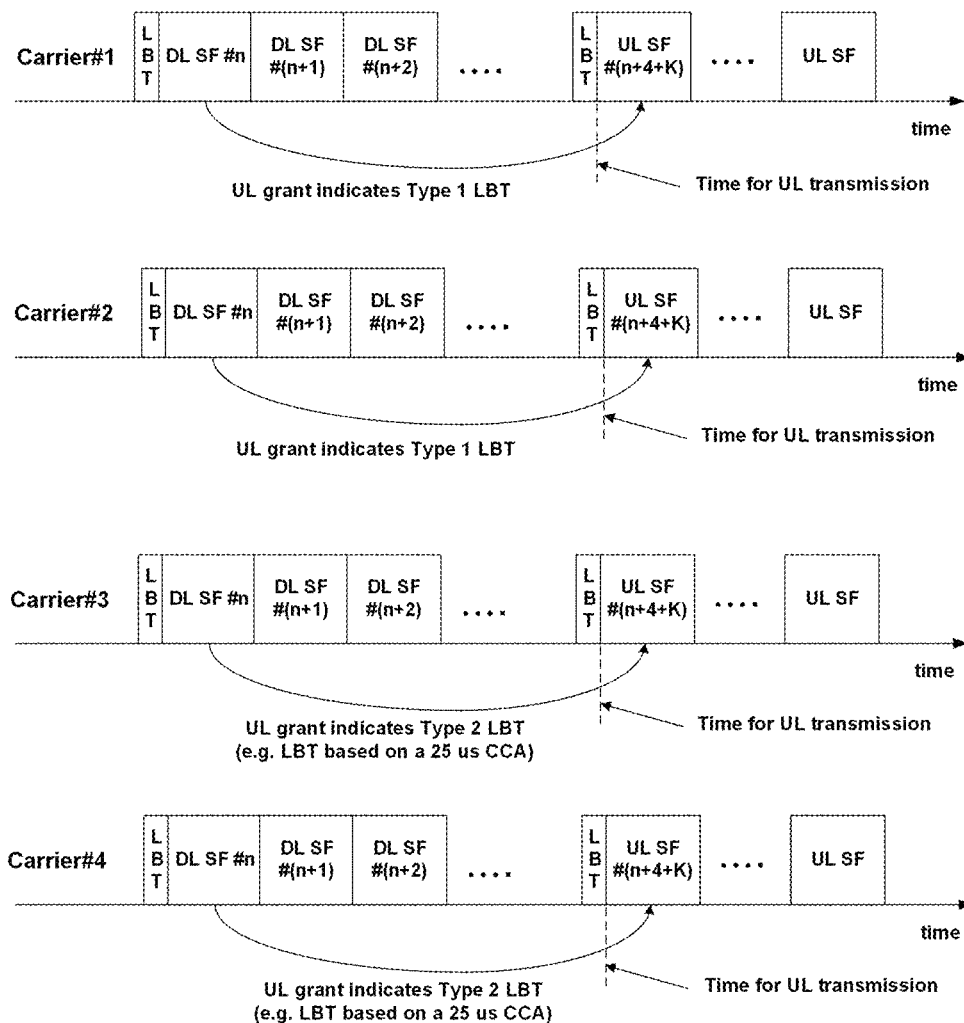 Carrier#1
L
B
T
DL SF #n
DL SF
#(n+1)
DL SF
#(n+2)
....
L
B
T
UL SF
#(n+4+K)
....
UL SF
time
UL grant indicates Type 1 LBT
Time for UL transmission
Carrier#2
L
B
T
DL SF #n
DL SF
#(n+1)
DL SF
#(n+2)
....
L
B
T
UL SF
#(n+4+K)
....
UL SF
time
UL grant indicates Type 1 LBT
Time for UL transmission
Carrier#3
L
B
T
DL SF #n
DL SF
#(n+1)
DL SF
#(n+2)
....
L
B
T
UL SF
#(n+4+K)
....
UL SF
time
UL grant indicates Type 2 LBT
(e.g. LBT based on a 25 us CCA)
Time for UL transmission
Carrier#4
L
B
T
DL SF #n
DL SF
#(n+1)
DL SF
#(n+2)
....
L
B
T
UL SF
#(n+4+K)
....
UL SF
time
UL grant indicates Type 2 LBT
(e.g. LBT based on a 25 us CCA)
Time for UL transmission